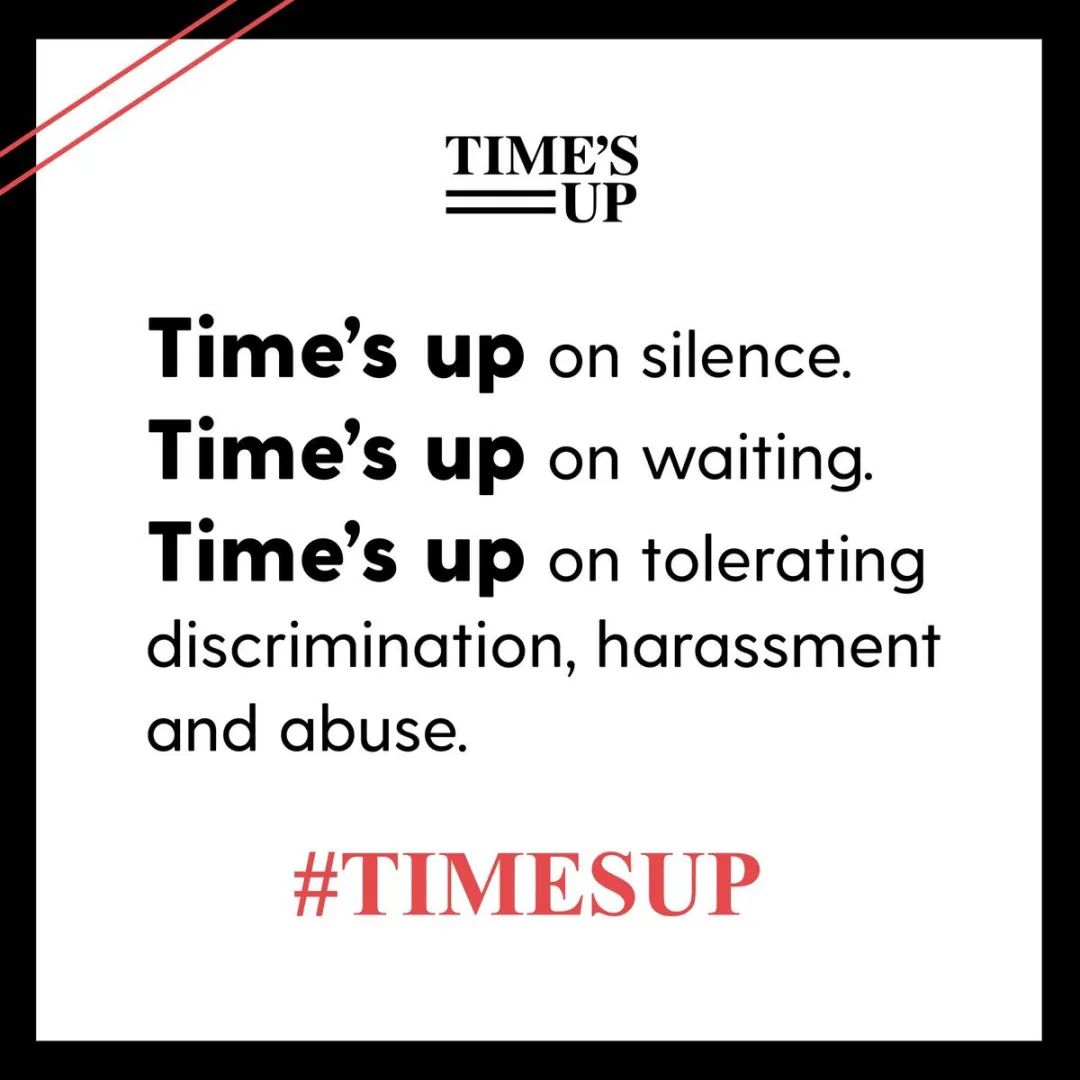 TIME’S
UP
Time’s up on silence.
Time’s up on waiting.
Time’s up on tolerating
discrimination, harassment
and abuse.
#TIMESUP